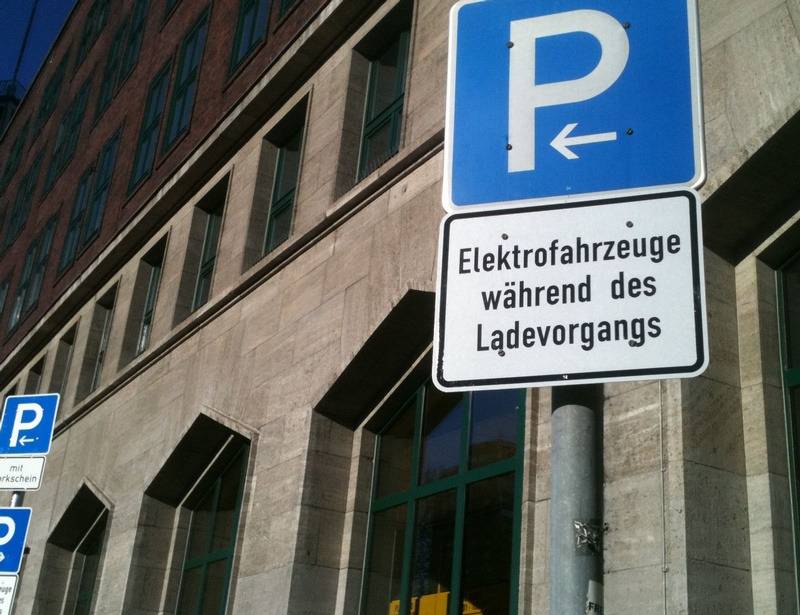 P
Elektrofahrzeuge
während des
Ladevorgangs
P
mit
P